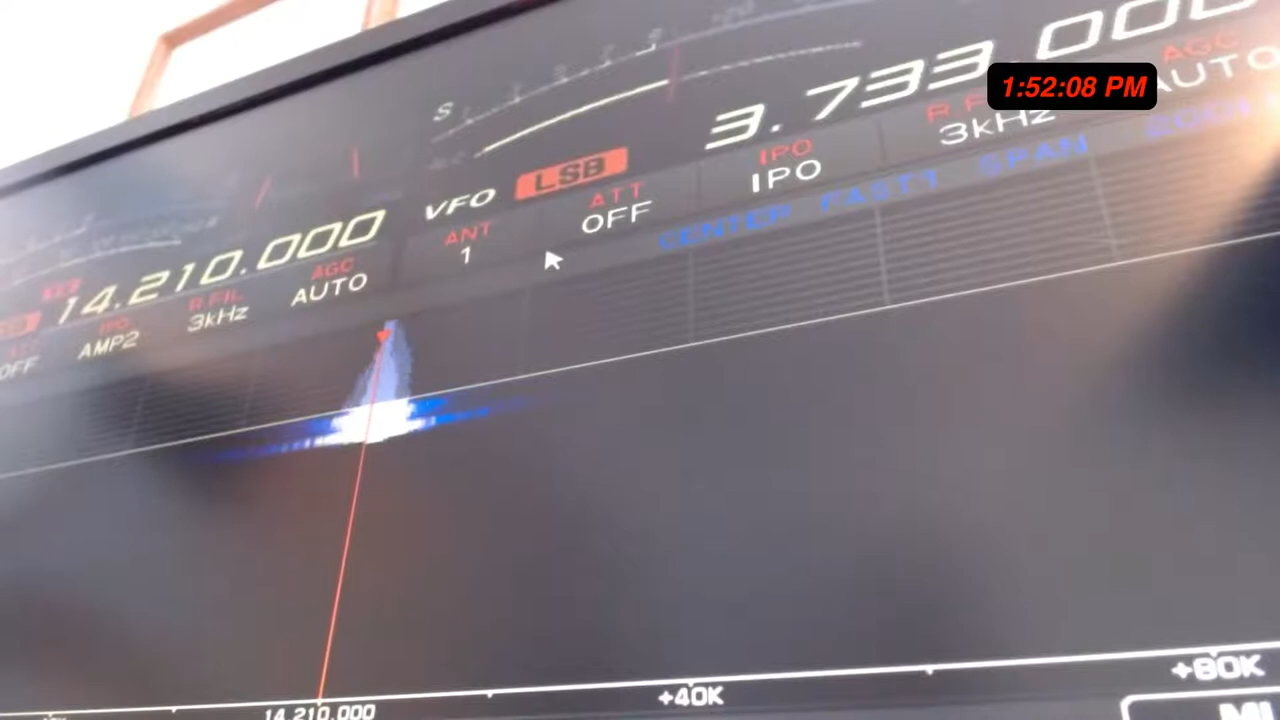 1:52:08 PM
S
3.733.000
AGC
AUTO
R FIL
3kHz
IPO
IPO
LSB
VFO
ATT
OFF
ANT
1
CENTER FAST1 SPAN
14.210.000
AGC
AUTO
R FIL
3kHz
IPO
AMP2
OFF
14.210.000
+40K
+80K